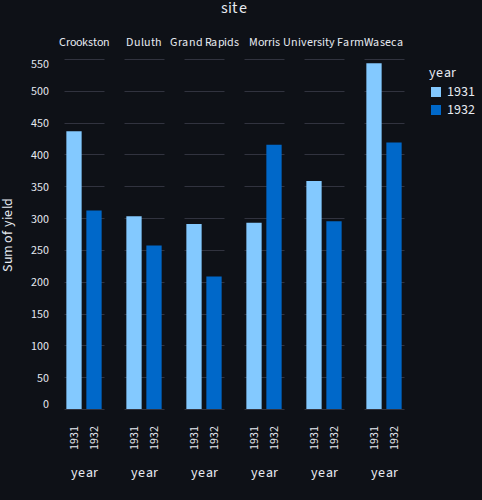 site
Crookston Duluth Grand Rapids Morris University Farm Waseca
year
1931
1932
Sum of yield
550
500
450
400
350
300
250
200
150
100
50
0
1931 1932 1931 1932 1931 1932 1931 1932 1931 1932 1931 1932
year year year year year year